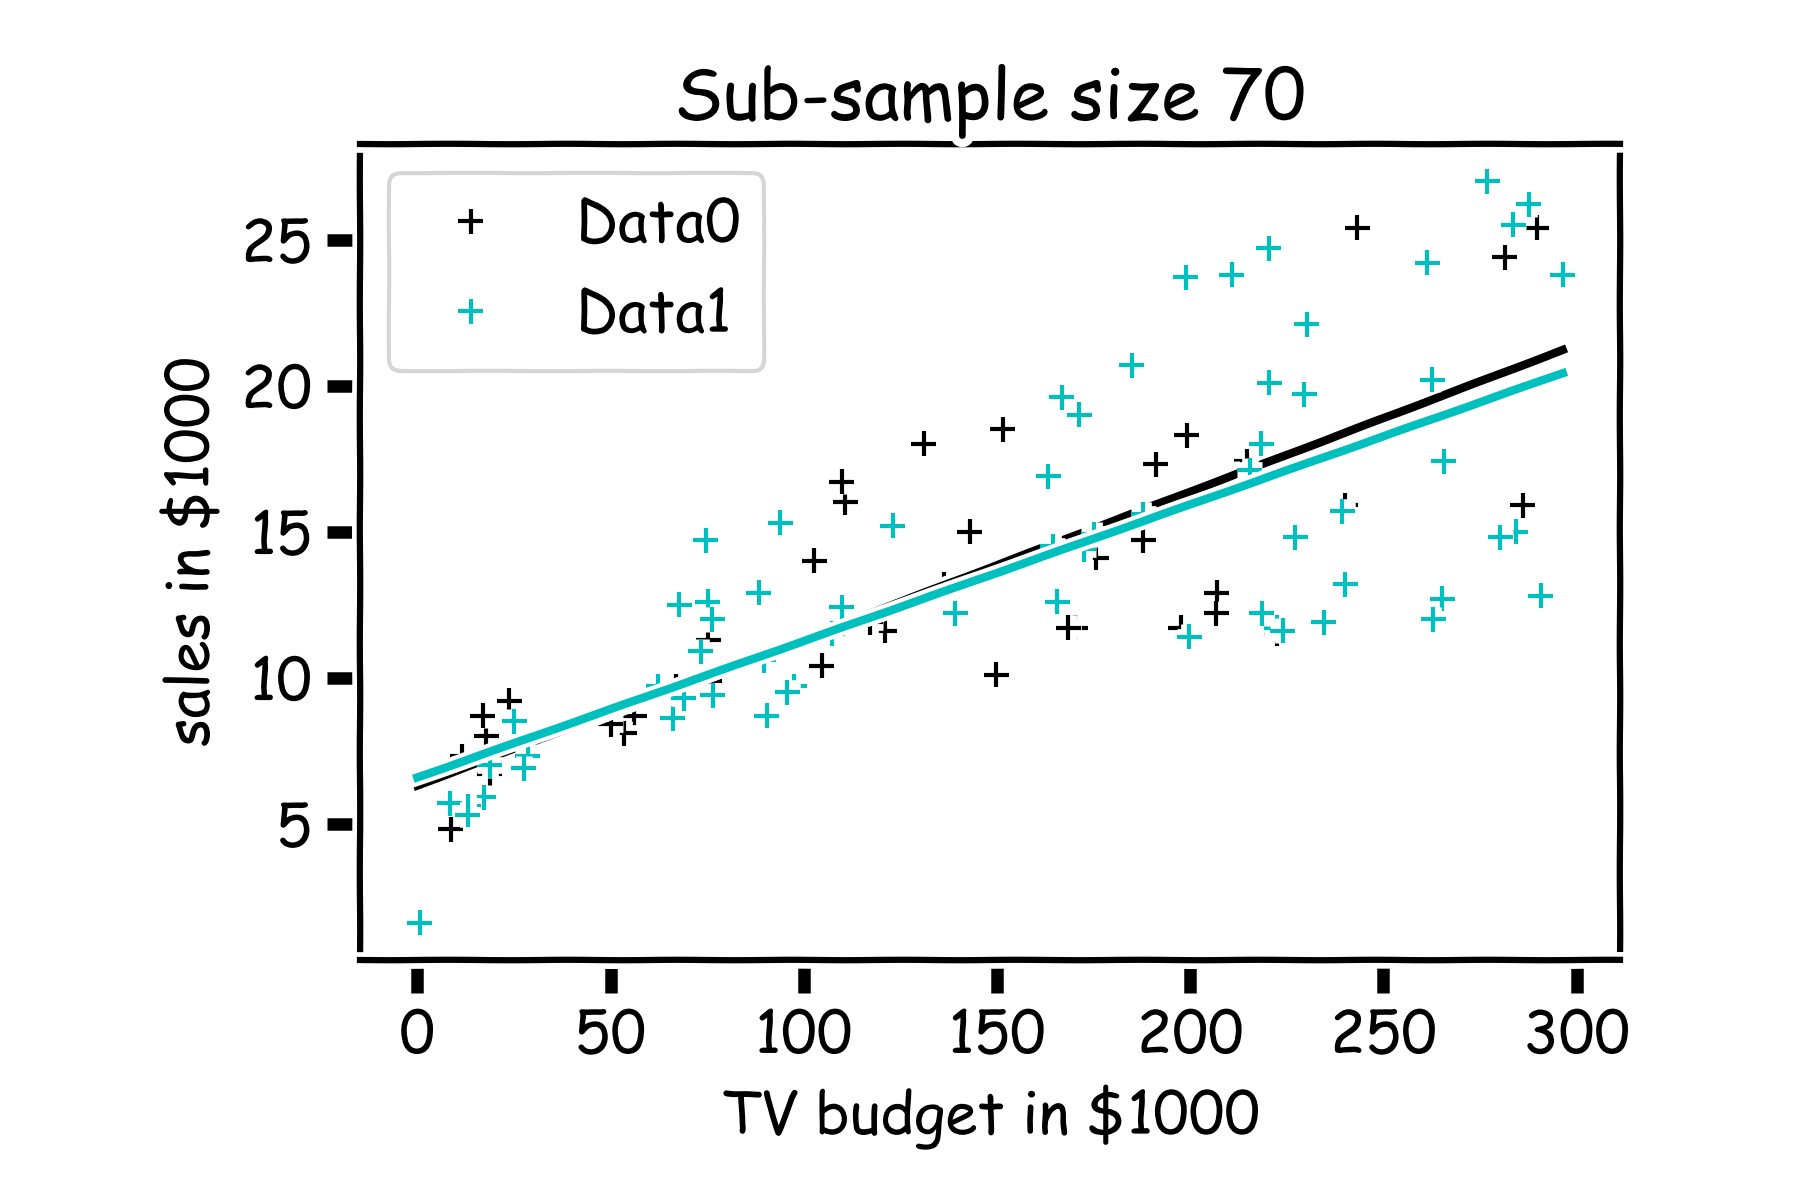 Sub-sample size 70
Data0
Data1
25
20
15
10
5
sales in $1000
0 50 100 150 200 250 300
TV budget in $1000